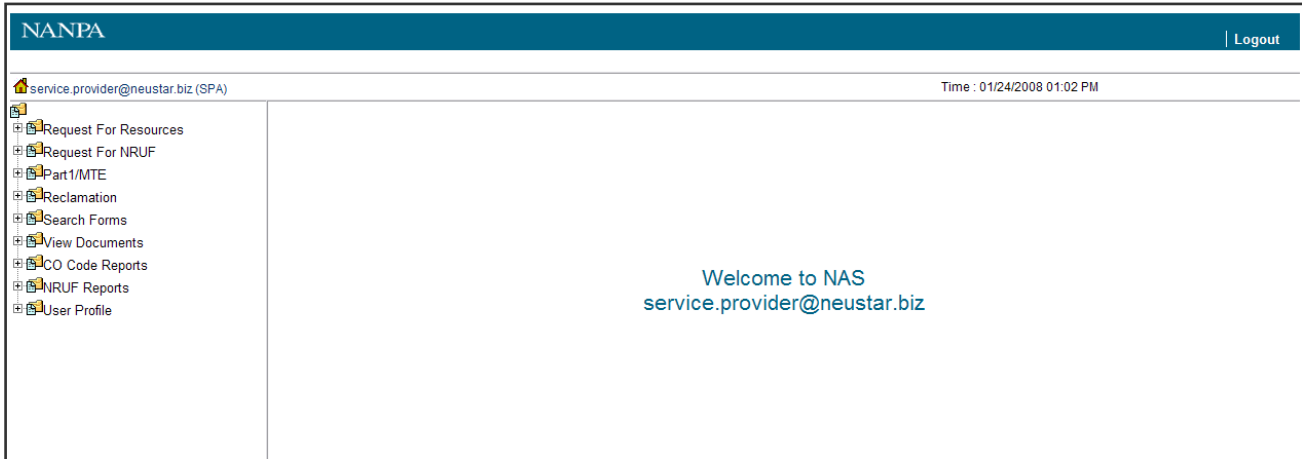 NANPA
Logout
service.provider@neustar.biz (SPA)
Time : 01/24/2008 01:02 PM
Request For Resources
Request For NRUF
Part1/MTE
Reclamation
Search Forms
View Documents
CO Code Reports
NRUF Reports
User Profile
Welcome to NAS
service.provider@neustar.biz